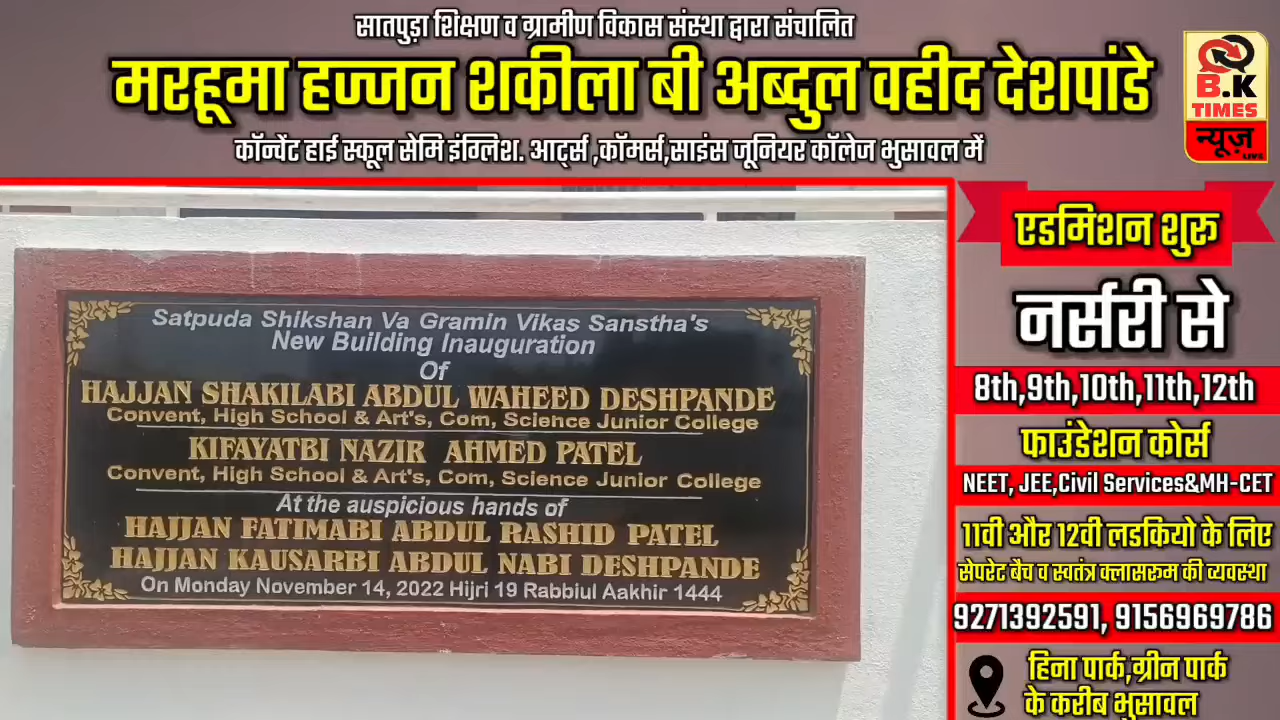 सातपुड़ा शिक्षण व ग्रामीण विकास संस्था द्वारा संचालित
मरहूमा हज्जन शकीला बी अब्दुल वहीद देशपांडे
कॉन्वेंट हाई स्कूल सेमि इंग्लिश. आर्ट्स ,कॉमर्स,साइंस जूनियर कॉलेज भुसावल में
B.K
TIMES
न्यूज़
LIVE
Satpuda Shikshan Va Gramin Vikas Sanstha's
New Building Inauguration
Of
HAJJAN SHAKILABI ABDUL WAHEED DESHPANDE
Convent, High School & Art's, Com, Science Junior College
KIFAYATBI NAZIR AHMED PATEL
Convent, High School & Art's, Com, Science Junior College
At the auspicious hands of
HAJJAN FATIMABI ABDUL RASHID PATEL
HAJJAN KAUSARBI ABDUL NABI DESHPANDE
On Monday November 14, 2022 Hijri 19 Rabbiul Aakhir 1444
एडमिशन शुरू
नर्सरी से
8th,9th,10th,11th,12th
फाउंडेशन कोर्स
NEET, JEE,Civil Services&MH-CET
11वी और 12वी लडकियो के लिए
सेपरेट बैच व स्वतंत्र क्लासरूम की व्यवस्था
9271392591, 9156969786
हिना पार्क,ग्रीन पार्क
के करीब भुसावल